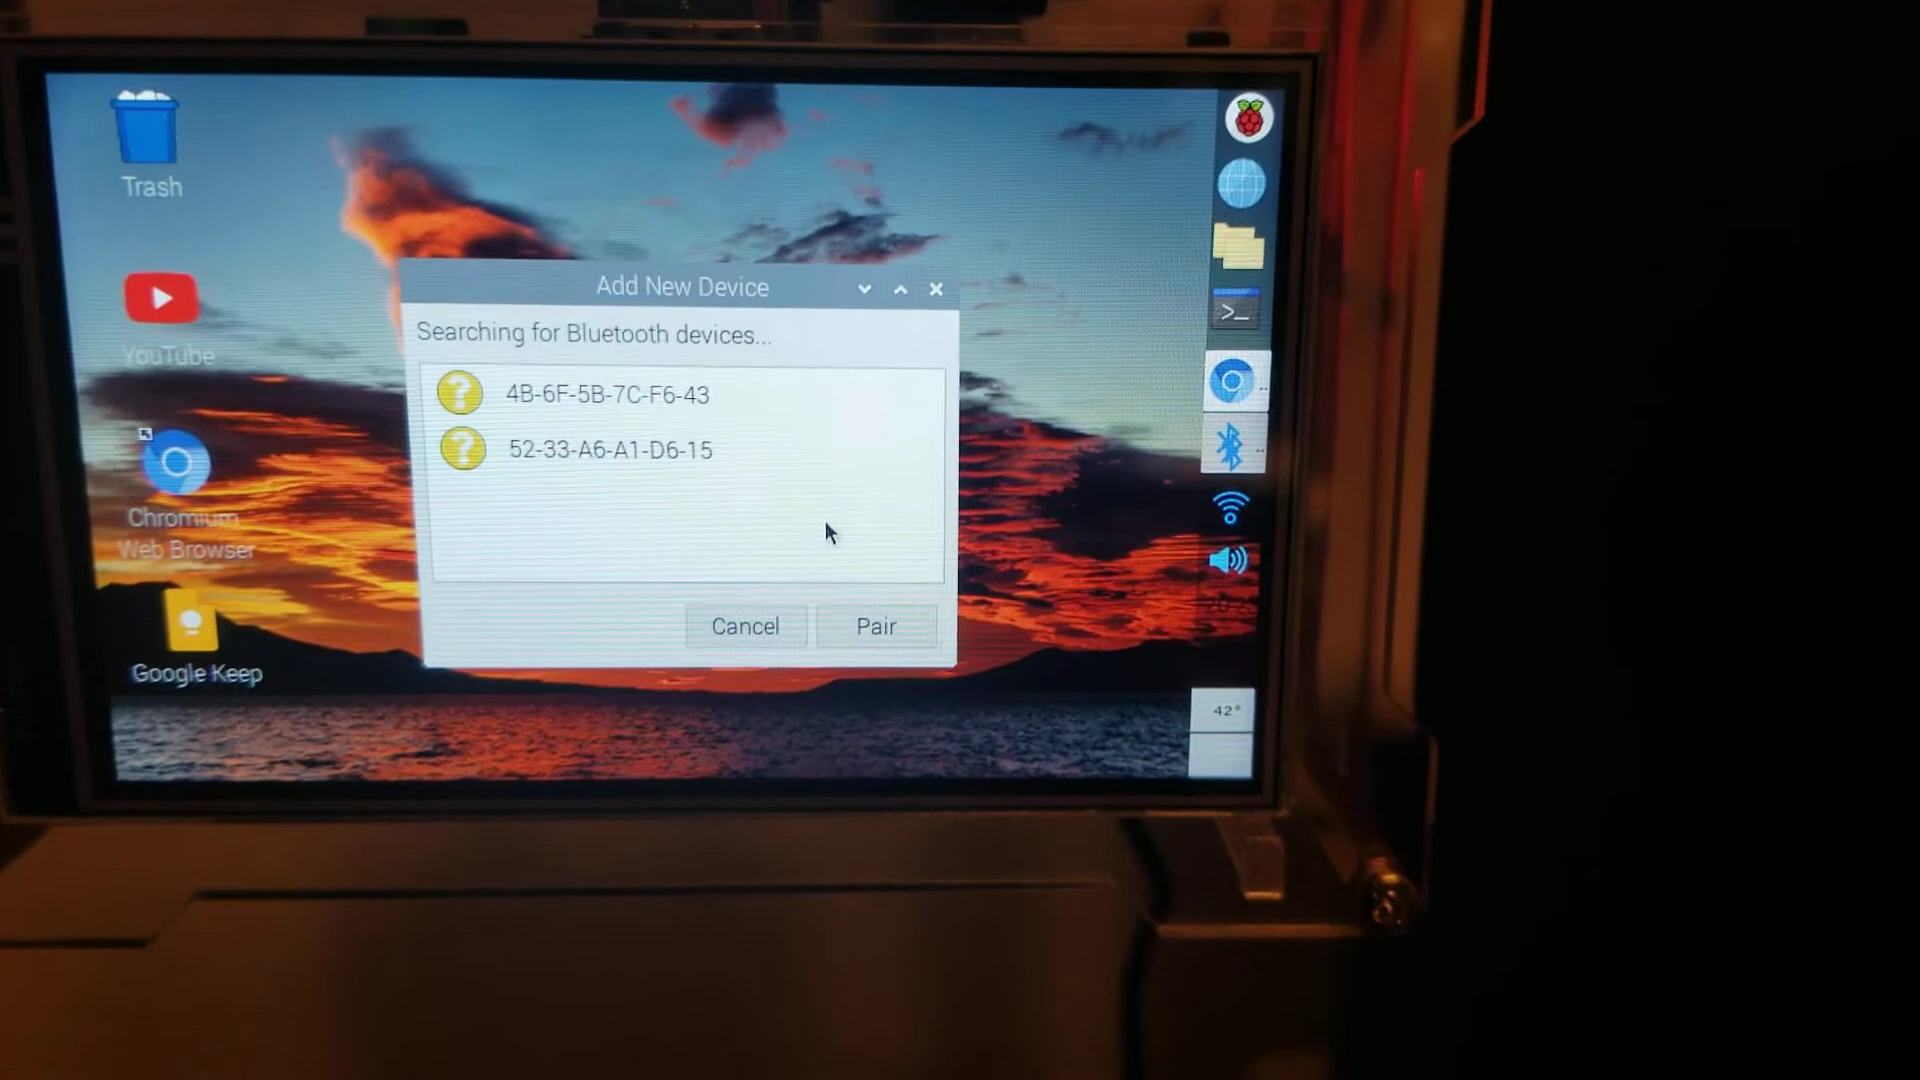 Trash
YouTube
Chromium
Web Browser
Google Keep
Add New Device
Searching for Bluetooth devices...
4B-6F-5B-7C-F6-43
52-33-A6-A1-D6-15
Cancel
Pair
>_
42°